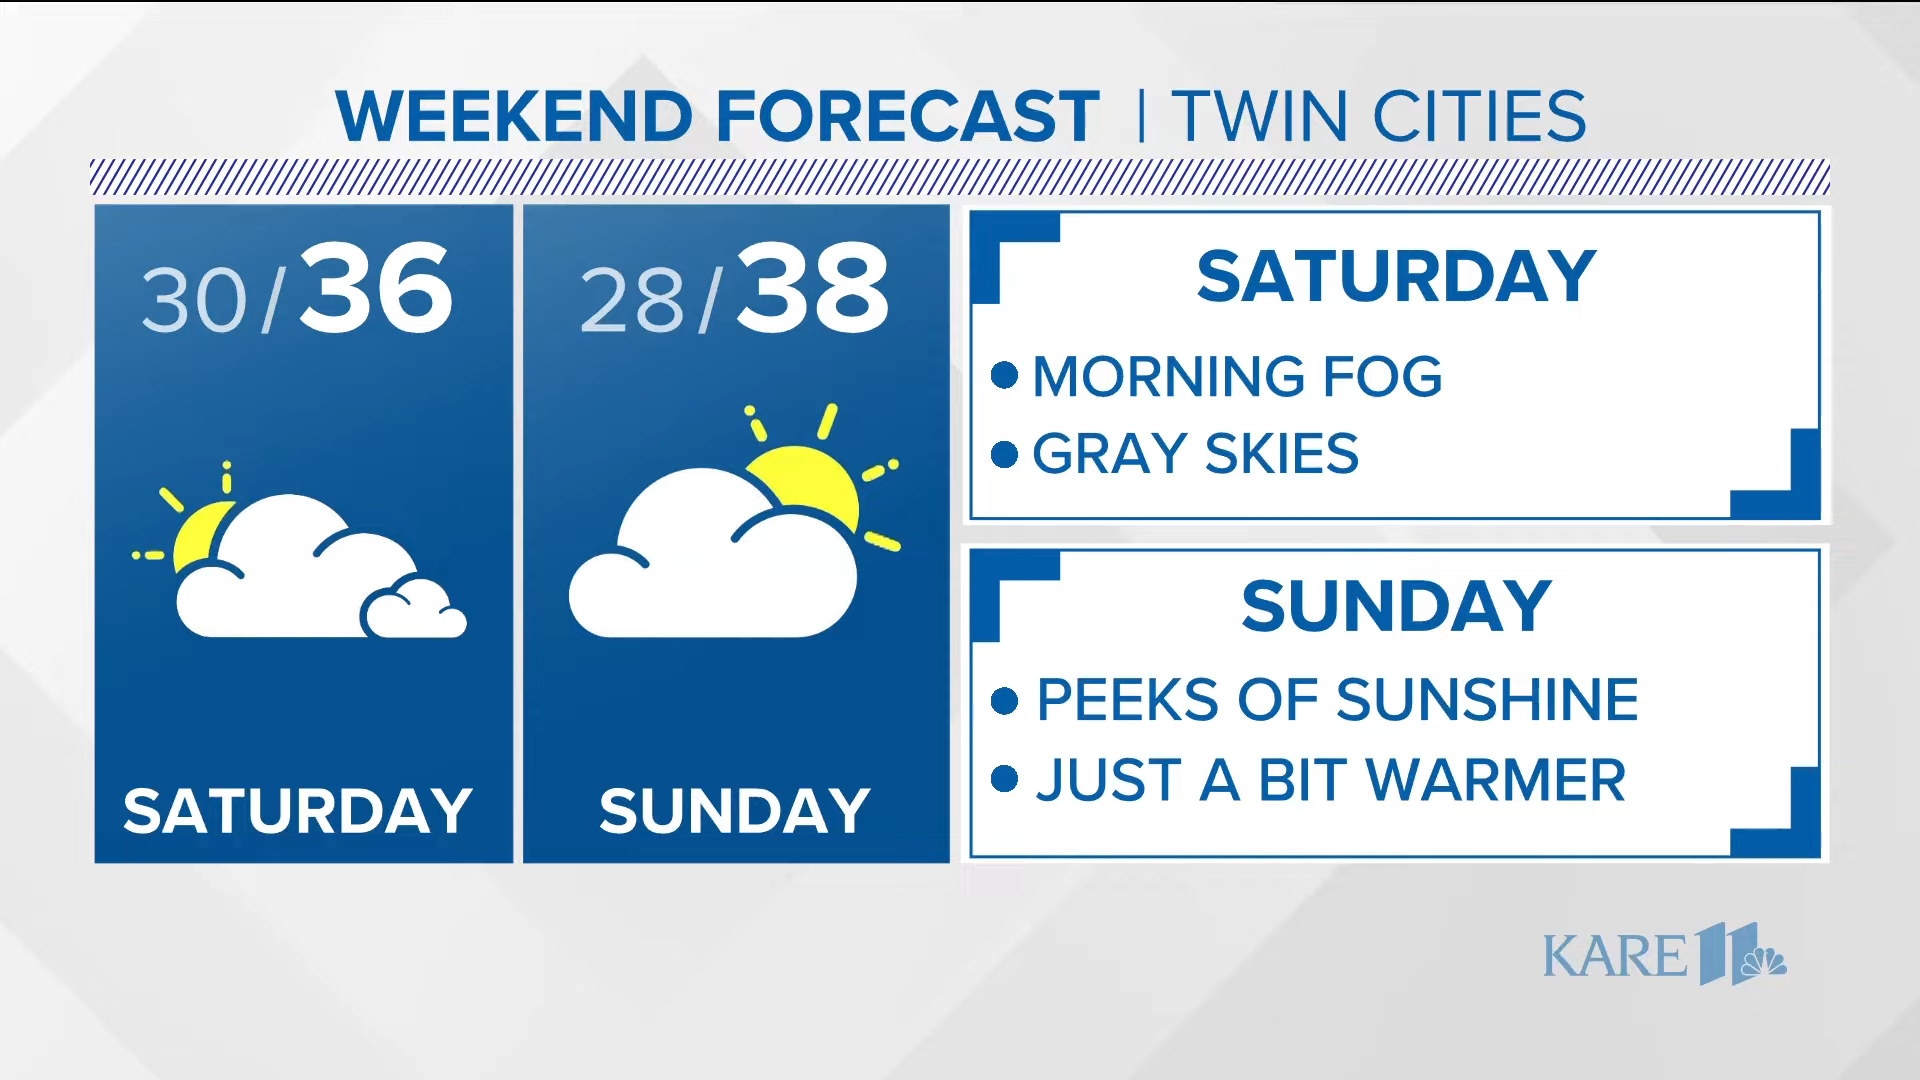 WEEKEND FORECAST | TWIN CITIES
30/36
SATURDAY
28/38
SUNDAY
SATURDAY
● MORNING FOG
● GRAY SKIES
SUNDAY
● PEEKS OF SUNSHINE
● JUST A BIT WARMER
KARE 11